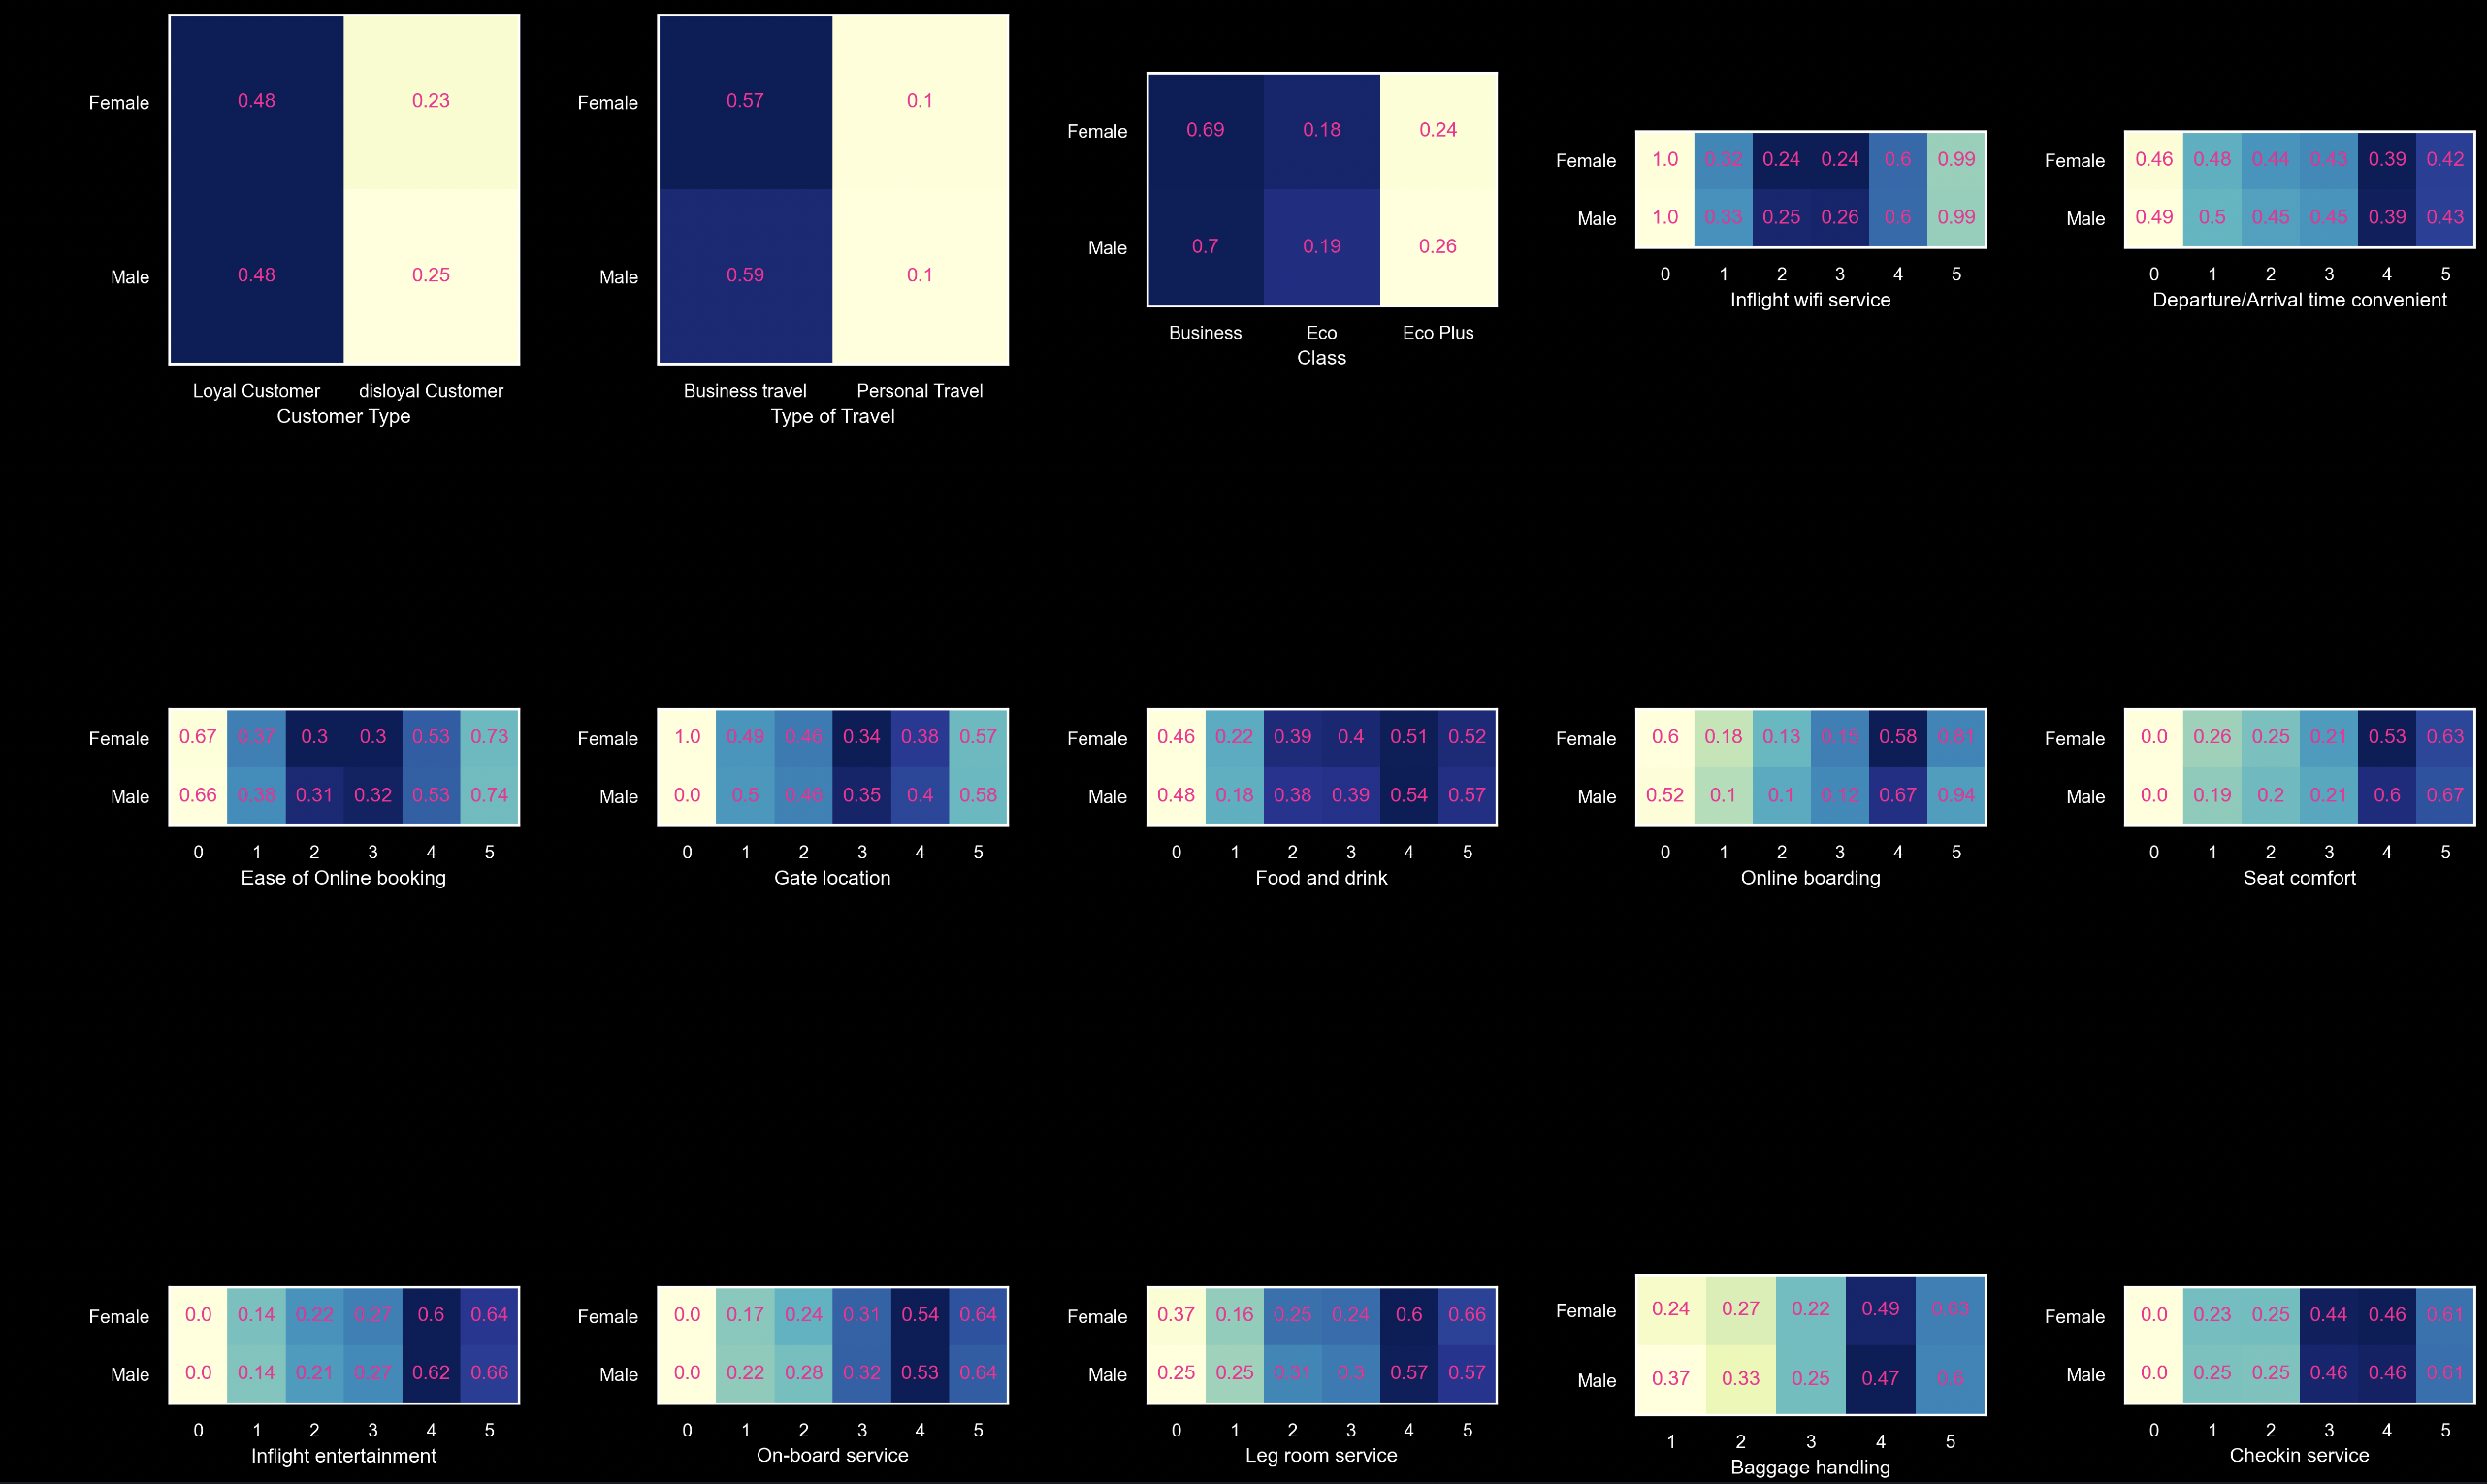 Female 0.48 0.23
Male 0.48 0.25
Loyal Customer disloyal Customer
Customer Type
Female 0.57 0.1
Male 0.59 0.1
Business travel Personal Travel
Type of Travel
Female 0.69 0.18 0.24
Male 0.7 0.19 0.26
Business Eco Eco Plus
Class
Female 1.0 0.32 0.24 0.24 0.6 0.99
Male 1.0 0.33 0.25 0.26 0.6 0.99
0 1 2 3 4 5
Inflight wifi service
Female 0.46 0.48 0.44 0.43 0.39 0.42
Male 0.49 0.5 0.45 0.45 0.39 0.43
0 1 2 3 4 5
Departure/Arrival time convenient
Female 0.67 0.37 0.3 0.3 0.53 0.73
Male 0.66 0.38 0.31 0.32 0.53 0.74
0 1 2 3 4 5
Ease of Online booking
Female 1.0 0.49 0.46 0.34 0.38 0.57
Male 0.0 0.5 0.46 0.35 0.4 0.58
0 1 2 3 4 5
Gate location
Female 0.46 0.22 0.39 0.4 0.51 0.52
Male 0.48 0.18 0.38 0.39 0.54 0.57
0 1 2 3 4 5
Food and drink
Female 0.6 0.18 0.13 0.15 0.58 0.81
Male 0.52 0.1 0.1 0.12 0.67 0.94
0 1 2 3 4 5
Online boarding
Female 0.0 0.26 0.25 0.21 0.53 0.63
Male 0.0 0.19 0.2 0.21 0.6 0.67
0 1 2 3 4 5
Seat comfort
Female 0.0 0.14 0.22 0.27 0.6 0.64
Male 0.0 0.14 0.21 0.27 0.62 0.66
0 1 2 3 4 5
Inflight entertainment
Female 0.0 0.17 0.24 0.31 0.54 0.64
Male 0.0 0.22 0.28 0.32 0.53 0.64
0 1 2 3 4 5
On-board service
Female 0.37 0.16 0.25 0.24 0.6 0.66
Male 0.25 0.25 0.31 0.3 0.57 0.57
0 1 2 3 4 5
Leg room service
Female 0.24 0.27 0.22 0.49 0.63
Male 0.37 0.33 0.25 0.47 0.6
1 2 3 4 5
Baggage handling
Female 0.0 0.23 0.25 0.44 0.46 0.61
Male 0.0 0.25 0.25 0.46 0.46 0.61
0 1 2 3 4 5
Checkin service